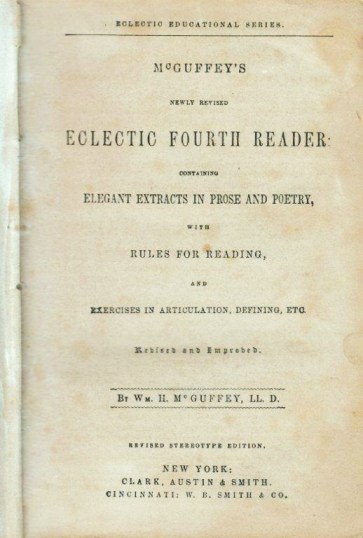 ECLECTIC EDUCATIONAL SERIES.
McGUFFEY'S
NEWLY REVISED
ECLECTIC FOURTH READER:
CONTAINING
ELEGANT EXTRACTS IN PROSE AND POETRY,
WITH
RULES FOR READING,
AND
EXERCISES IN ARTICULATION, DEFINING, ETC.
Revised and Improved.
BY WM. H. McGUFFEY, LL. D.
REVISED STEREOTYPE EDITION.
NEW YORK:
CLARK, AUSTIN & SMITH.
CINCINNATI: W. B. SMITH & CO.